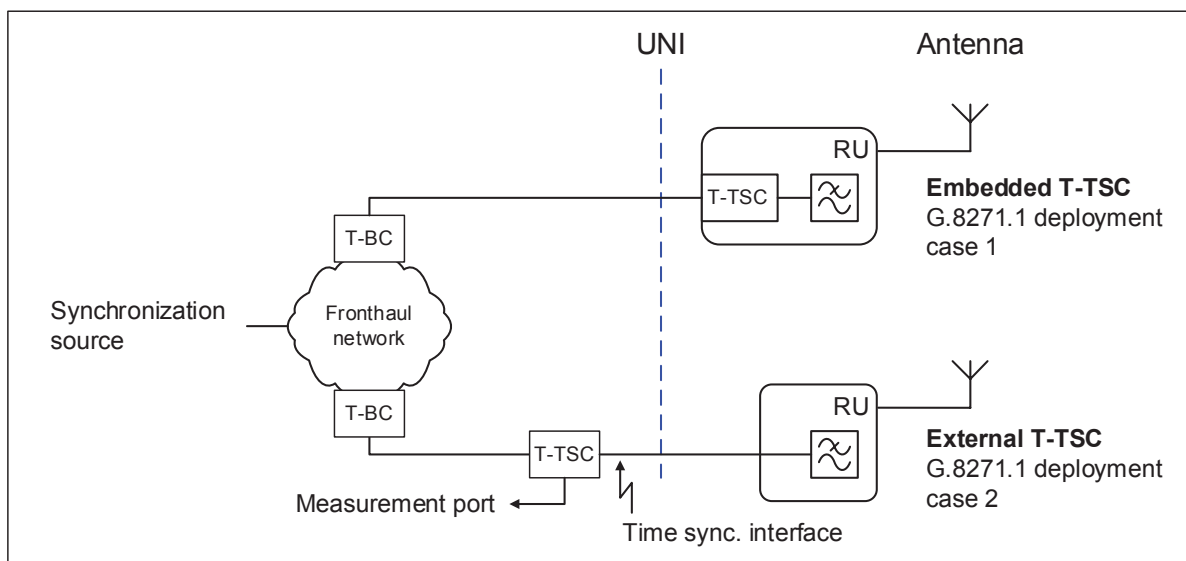 UNI
Antenna
RU
T-TSC
Embedded T-TSC
G.8271.1 deployment
case 1
T-BC
Synchronization
source
Fronthaul
network
T-BC
RU
T-TSC
External T-TSC
G.8271.1 deployment
case 2
Measurement port
Time sync. interface